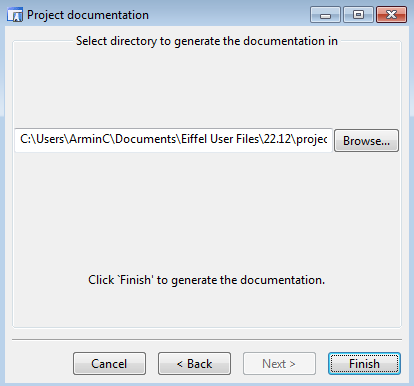 Project documentation
Select directory to generate the documentation in
C:\Users\ArminC\Documents\Eiffel User Files\22.12\projec
Browse...
Click `Finish' to generate the documentation.
Cancel
< Back
Next >
Finish